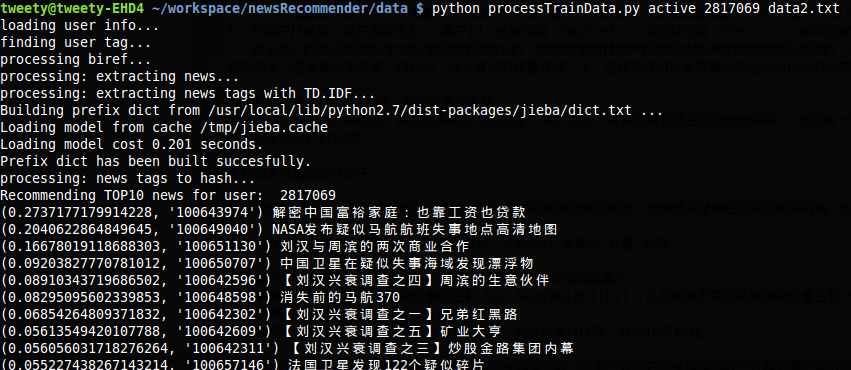 tweety@tweety-EHD4 ~/workspace/newsRecommender/data $ python processTrainData.py active 2817069 data2.txt
loading user info...
finding user tag...
processing biref...
processing: extracting news...
processing: extracting news tags with TD.IDF...
Building prefix dict from /usr/local/lib/python2.7/dist-packages/jieba/dict.txt ...
Loading model from cache /tmp/jieba.cache
Loading model cost 0.201 seconds.
Prefix dict has been built succesfully.
processing: news tags to hash...
Recommending TOP10 news for user:  2817069
(0.2737177179914228, '100643974') 解密中国富裕家庭：也靠工资也贷款
(0.2040622864849645, '100649040') NASA发布疑似马航航班失事地点高清地图
(0.16678019118688303, '100651130') 刘汉与周滨的两次商业合作
(0.09203827770781012, '100650707') 中国卫星在疑似失事海域发现漂浮物
(0.08910343719686502, '100642596') 【刘汉兴衰调查之四】周滨的生意伙伴
(0.08295095602339853, '100648598') 消失前的马航370
(0.06854264809371832, '100642302') 【刘汉兴衰调查之一】兄弟红黑路
(0.05613549420107788, '100642609') 【刘汉兴衰调查之五】矿业大亨
(0.056056031718276264, '100642311') 【刘汉兴衰调查之三】炒股金路集团内幕
(0.055227438267143214, '100657146') 法国卫星发现122个疑似碎片